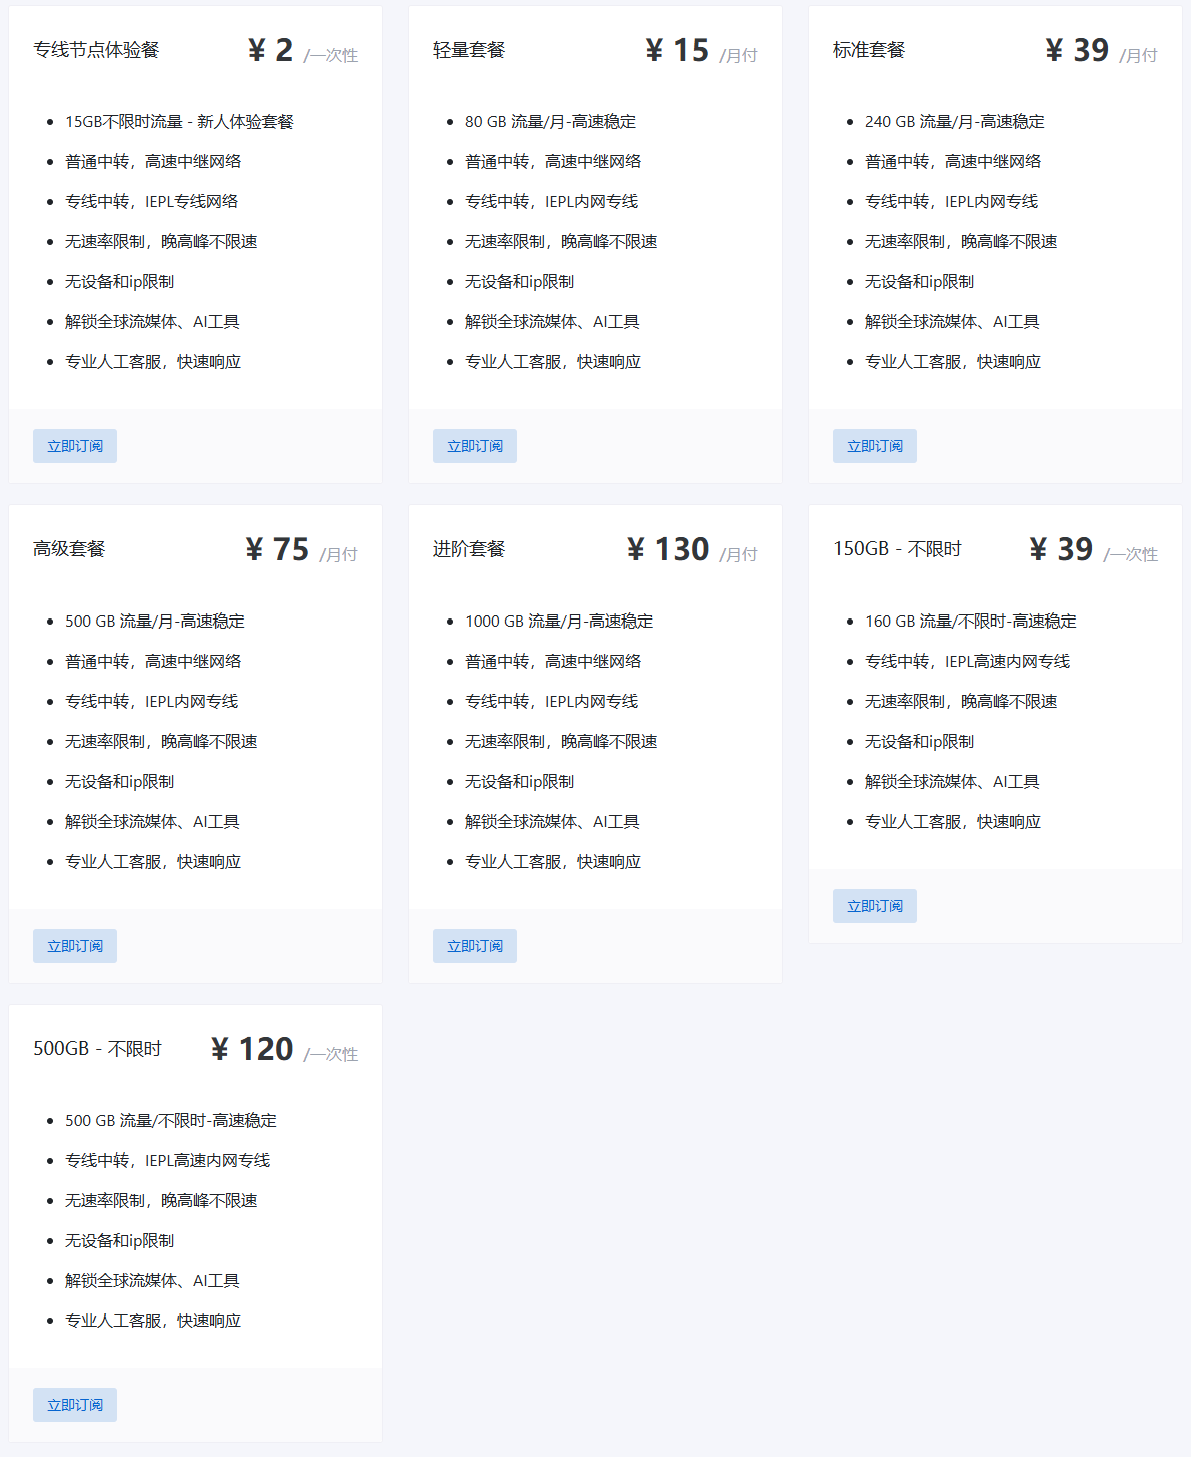 专线节点体验餐 ¥ 2 /一次性
15GB不限时流量 - 新人体验套餐
普通中转，高速中继网络
专线中转，IEPL专线网络
无速率限制，晚高峰不限速
无设备和ip限制
解锁全球流媒体、AI工具
专业人工客服，快速响应
立即订阅
轻量套餐 ¥ 15 /月付
80 GB 流量/月-高速稳定
普通中转，高速中继网络
专线中转，IEPL内网专线
无速率限制，晚高峰不限速
无设备和ip限制
解锁全球流媒体、AI工具
专业人工客服，快速响应
立即订阅
标准套餐 ¥ 39 /月付
240 GB 流量/月-高速稳定
普通中转，高速中继网络
专线中转，IEPL内网专线
无速率限制，晚高峰不限速
无设备和ip限制
解锁全球流媒体、AI工具
专业人工客服，快速响应
立即订阅
高级套餐 ¥ 75 /月付
500 GB 流量/月-高速稳定
普通中转，高速中继网络
专线中转，IEPL内网专线
无速率限制，晚高峰不限速
无设备和ip限制
解锁全球流媒体、AI工具
专业人工客服，快速响应
立即订阅
进阶套餐 ¥ 130 /月付
1000 GB 流量/月-高速稳定
普通中转，高速中继网络
专线中转，IEPL内网专线
无速率限制，晚高峰不限速
无设备和ip限制
解锁全球流媒体、AI工具
专业人工客服，快速响应
立即订阅
150GB - 不限时 ¥ 39 /一次性
160 GB 流量/不限时-高速稳定
专线中转，IEPL高速内网专线
无速率限制，晚高峰不限速
无设备和ip限制
解锁全球流媒体、AI工具
专业人工客服，快速响应
立即订阅
500GB - 不限时 ¥ 120 /一次性
500 GB 流量/不限时-高速稳定
专线中转，IEPL高速内网专线
无速率限制，晚高峰不限速
无设备和ip限制
解锁全球流媒体、AI工具
专业人工客服，快速响应
立即订阅